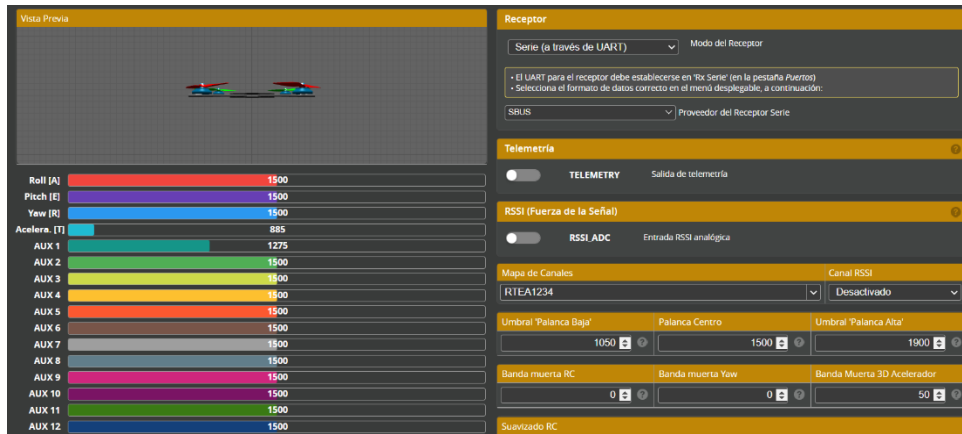 Vista Previa
Roll [A] 1500
Pitch [E] 1500
Yaw [R] 1500
Acelera. [T] 885
AUX 1 1275
AUX 2 1500
AUX 3 1500
AUX 4 1500
AUX 5 1500
AUX 6 1500
AUX 7 1500
AUX 8 1500
AUX 9 1500
AUX 10 1500
AUX 11 1500
AUX 12 1500
Receptor
Serie (a través de UART) Modo del Receptor
• El UART para el receptor debe establecerse en 'Rx Serie' (en la pestaña Puertos)
• Selecciona el formato de datos correcto en el menú desplegable, a continuación:
SBUS Proveedor del Receptor Serie
Telemetría
TELEMETRY Salida de telemetría
RSSI (Fuerza de la Señal)
RSSI_ADC Entrada RSSI analógica
Mapa de Canales Canal RSSI
RTEA1234 Desactivado
Umbral 'Palanca Baja' Palanca Centro Umbral 'Palanca Alta'
1050 1500 1900
Banda muerta RC Banda muerta Yaw Banda Muerta 3D Acelerador
0 0 50
Suavizado RC